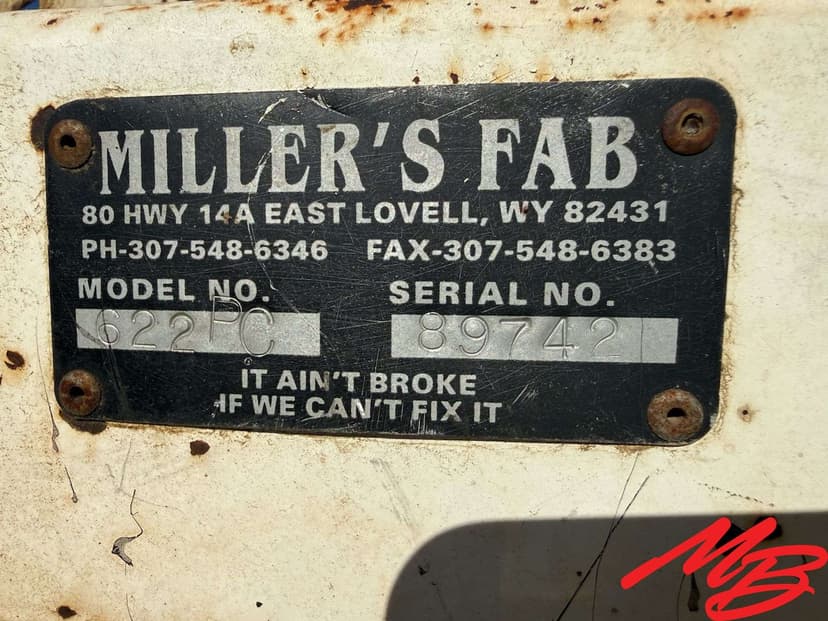 MILLER'S FAB
80 HWY 14A EAST LOVELL, WY 82431
PH-307-548-6346 FAX-307-548-6383
MODEL NO. SERIAL NO.
622PC 89742
IT AIN'T BROKE
IF WE CAN'T FIX IT
MB